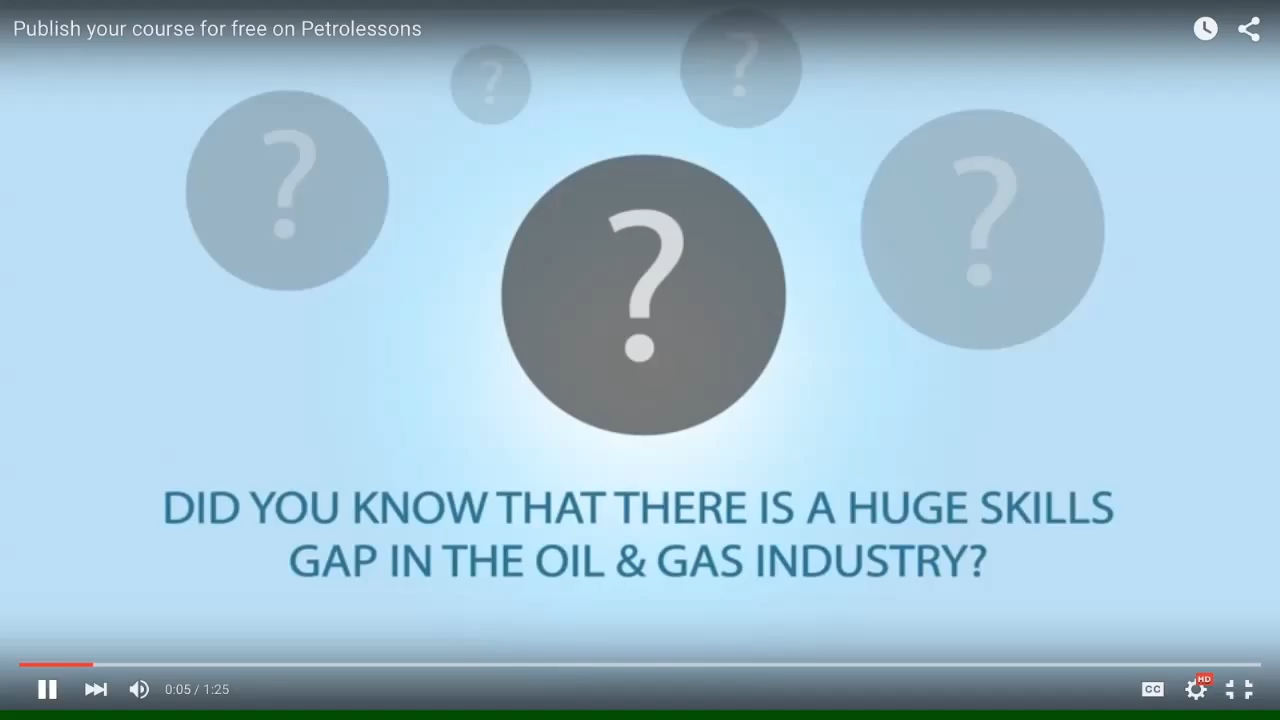 Publish your course for free on Petrolessons
?
?
?
?
?
DID YOU KNOW THAT THERE IS A HUGE SKILLS
GAP IN THE OIL & GAS INDUSTRY?
HD
0:05 / 1:25
CC